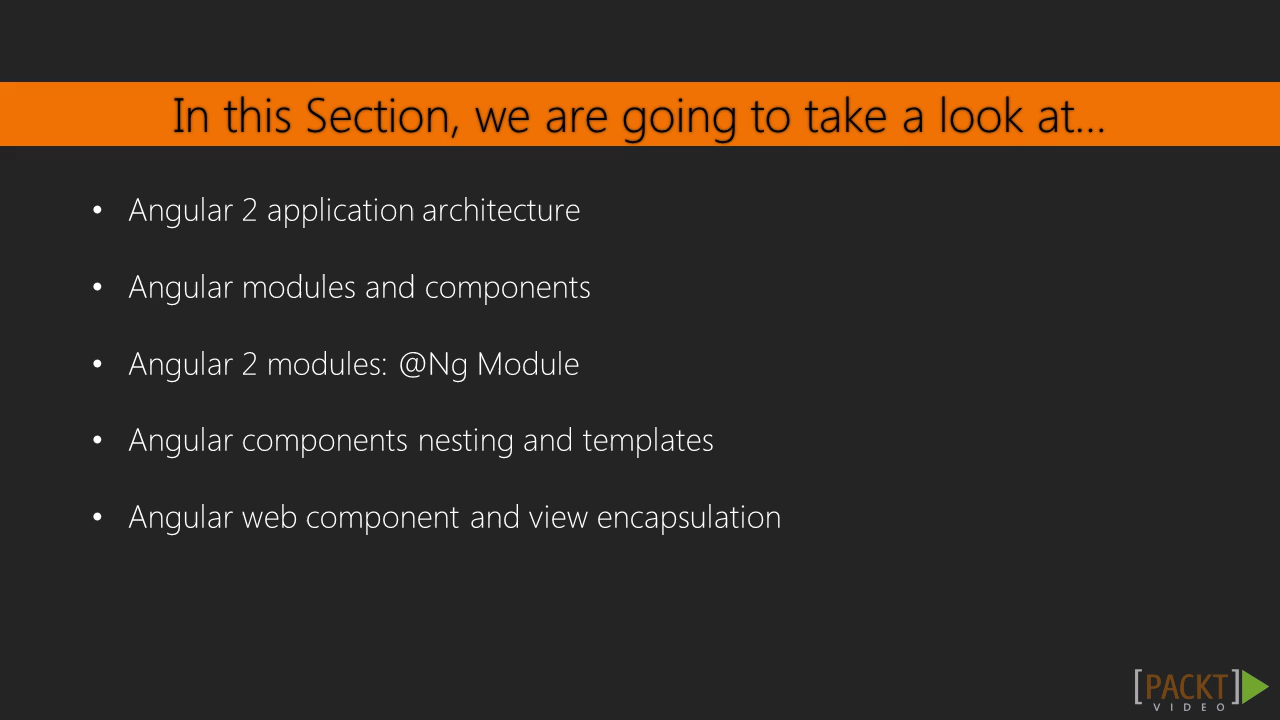 In this Section, we are going to take a look at...
• Angular 2 application architecture
• Angular modules and components
• Angular 2 modules: @Ng Module
• Angular components nesting and templates
• Angular web component and view encapsulation
[PACKT]
VIDEO